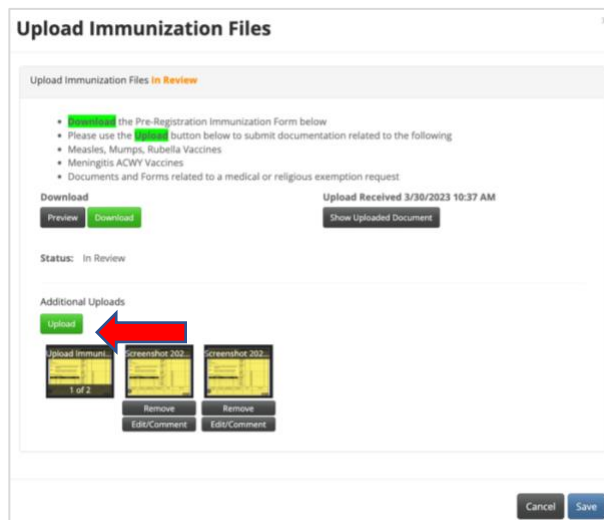 Upload Immunization Files
Upload Immunization Files In Review
Download the Pre-Registration Immunization Form below
Please use the Upload button below to submit documentation related to the following
Measles, Mumps, Rubella Vaccines
Meningitis ACWY Vaccines
Documents and Forms related to a medical or religious exemption request
Download
Upload Received 3/30/2023 10:37 AM
Preview Download
Show Uploaded Document
Status: In Review
Additional Uploads
Upload
Upload Immuni... Screenshot 202... Screenshot 202...
1 of 2
Remove Remove
Edit/Comment Edit/Comment
Cancel Save